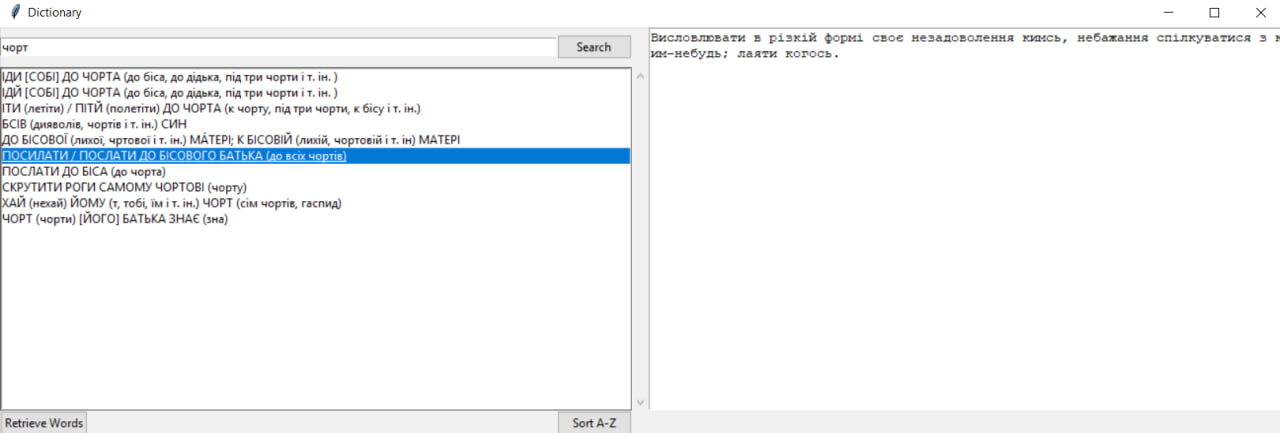 Dictionary
чорт
Search
ІДИ [СОБІ] ДО ЧОРТА (до біса, до дідька, під три чорти і т. ін. )
ІДЙ [СОБІ] ДО ЧОРТА (до біса, до дідька, під три чорти і т. ін. )
ІТИ (летіти) / ПІТЙ (полетіти) ДО ЧОРТА (к чорту, під три чорти, к бісу і т. ін.)
БСІВ (дияволів, чортів і т. ін.) СИН
ДО БІСОВОЇ (лихої, чртової і т. ін.) МА́ТЕРІ; К БІСОВІЙ (лихій, чортовій і т. ін) МАТЕРІ
ПОСИЛАТИ / ПОСЛАТИ ДО БІСОВОГО БАТЬКА (до всіх чортів)
ПОСЛАТИ ДО БІСА (до чорта)
СКРУТИТИ РОГИ САМОМУ ЧОРТОВІ (чорту)
ХАЙ (нехай) ЙОМУ (т, тобі, їм і т. ін.) ЧОРТ (сім чортів, гаспид)
ЧОРТ (чорти) [ЙОГО] БАТЬКА ЗНАЄ (зна)
Retrieve Words
Sort A-Z
Висловлювати в різкій формі своє незадоволення кимсь, небажання спілкуватися з к
им-небудь; лаяти когось.